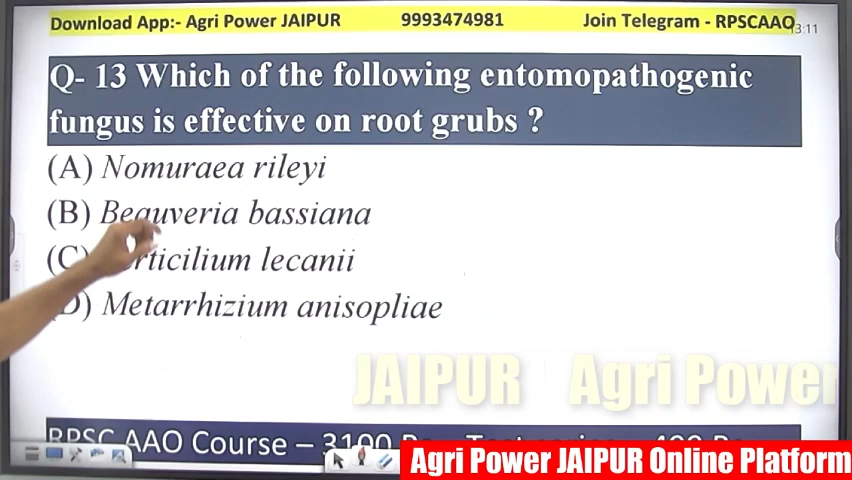 Download App:- Agri Power JAIPUR 9993474981 Join Telegram - RPSCAAO
13:11
Q- 13 Which of the following entomopathogenic
fungus is effective on root grubs ?
(A) Nomuraea rileyi
(B) Beauveria bassiana
(C) lecanii
(D) Metarrhizium anisopliae
JAIPUR Agri Power
RPSC AAO Course – 3100
Agri Power JAIPUR Online Platform